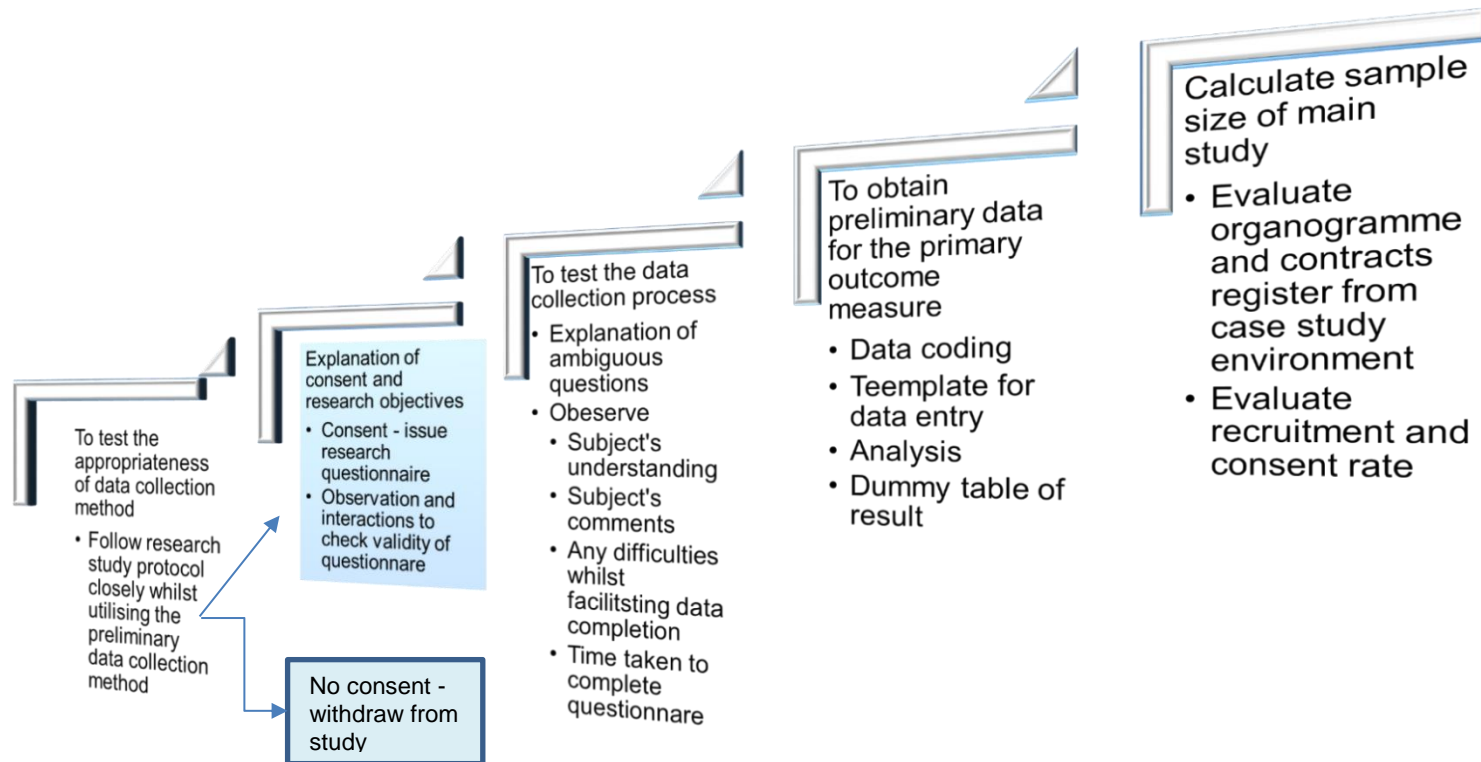 To test the
appropriateness
of data collection
method
• Follow research
study protocol
closely whilst
utilising the
preliminary
data collection
method
Explanation of
consent and
research objectives
• Consent - issue
research
questionnaire
• Observation and
interactions to
check validity of
questionnare
No consent -
withdraw from
study
To test the data
collection process
• Explanation of
ambiguous
questions
• Obeserve
• Subject's
understanding
• Subject's
comments
• Any difficulties
whilst
facilitsting data
completion
• Time taken to
complete
questionnare
To obtain
preliminary data
for the primary
outcome
measure
• Data coding
• Teemplate for
data entry
• Analysis
• Dummy table of
result
Calculate sample
size of main
study
• Evaluate
organogramme
and contracts
register from
case study
environment
• Evaluate
recruitment and
consent rate